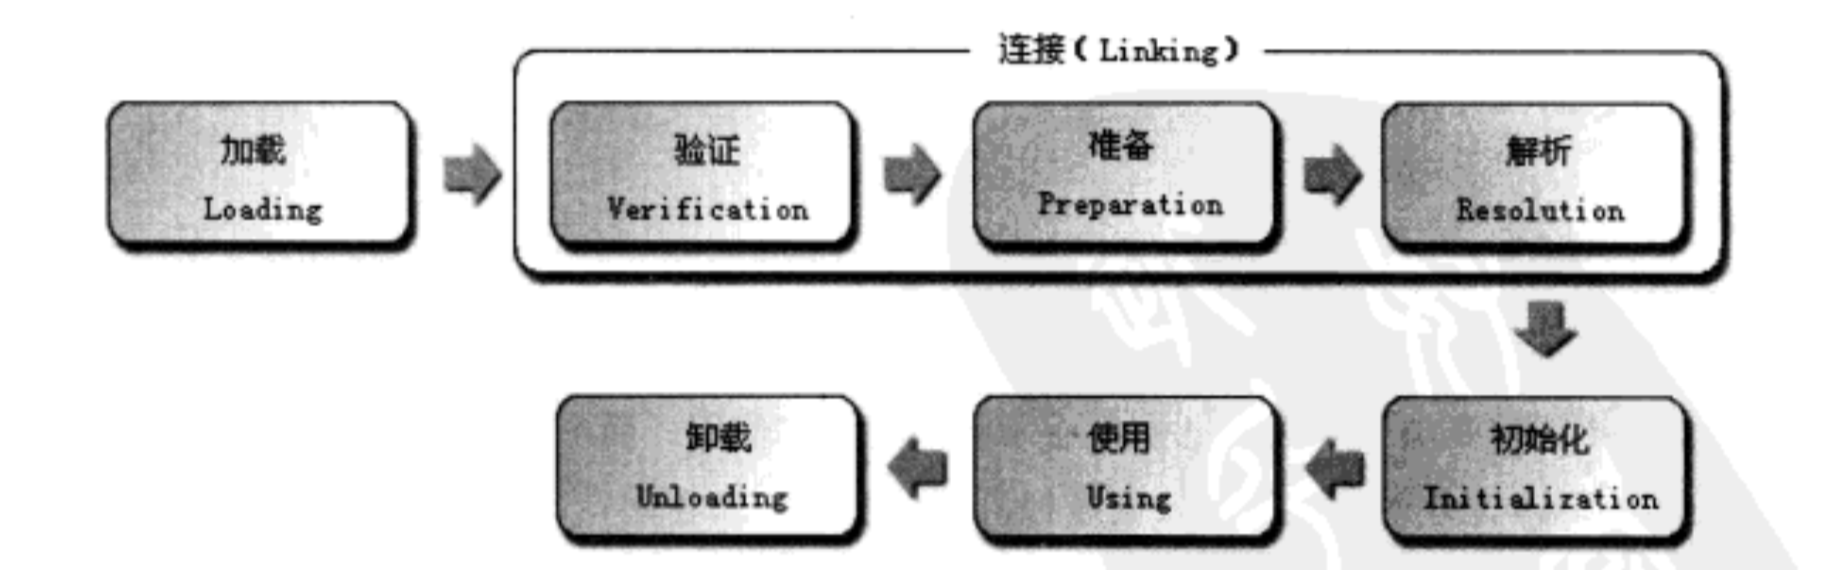 连接(Linking)
加载
Loading
验证
Verification
准备
Preparation
解析
Resolution
初始化
Initialization
使用
Using
卸载
Unloading